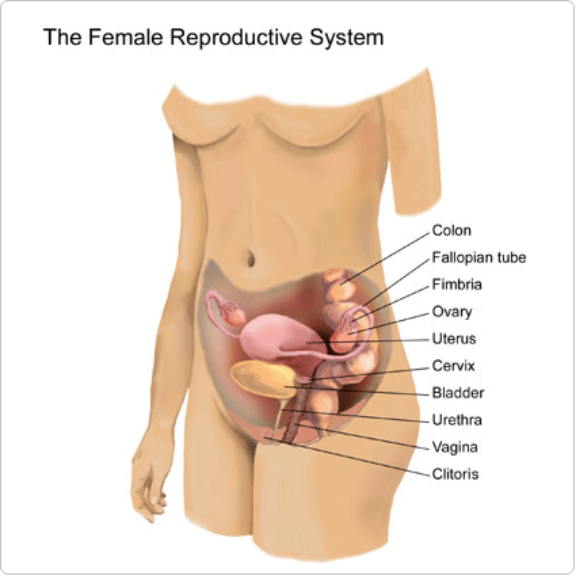 The Female Reproductive System
Colon
Fallopian tube
Fimbria
Ovary
Uterus
Cervix
Bladder
Urethra
Vagina
Clitoris